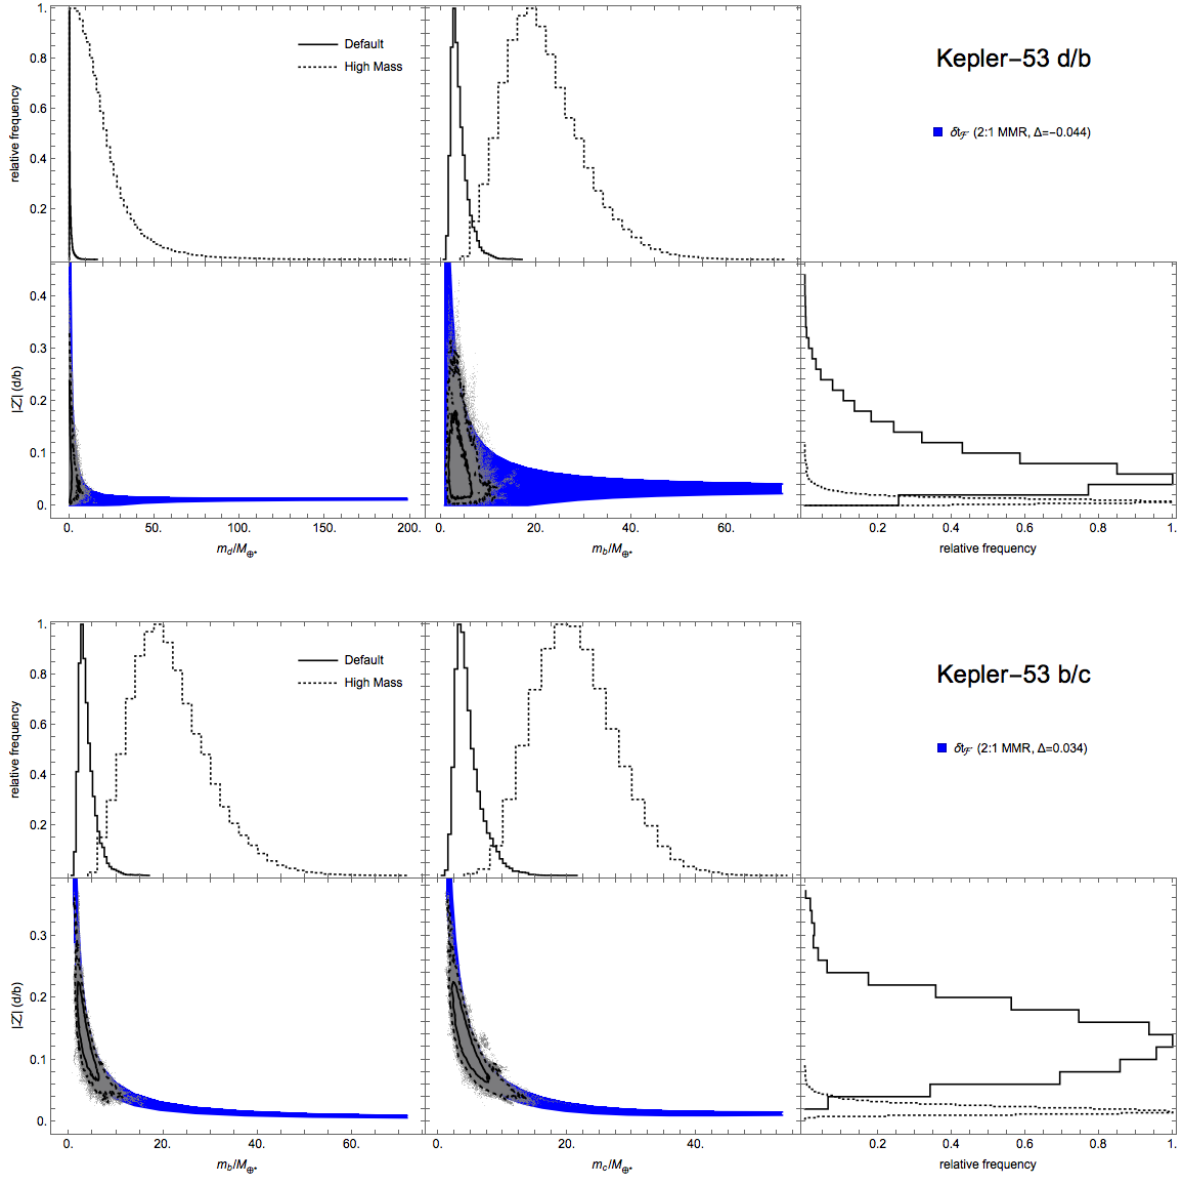 Kepler−53 d/b
δt𝓕 (2:1 MMR, Δ=−0.044)
Default
High Mass
relative frequency
1.
0.8
0.6
0.4
0.2
|Z| (d/b)
0.4
0.3
0.2
0.1
0.
0. 50. 100. 150. 200.
m_d/M_⊕*
0. 20. 40. 60.
m_b/M_⊕*
0.2 0.4 0.6 0.8 1.
relative frequency
Kepler−53 b/c
δt𝓕 (2:1 MMR, Δ=0.034)
Default
High Mass
relative frequency
1.
0.8
0.6
0.4
0.2
|Z| (d/b)
0.3
0.2
0.1
0.
0. 20. 40. 60.
m_b/M_⊕*
0. 20. 40.
m_c/M_⊕*
0.2 0.4 0.6 0.8 1.
relative frequency